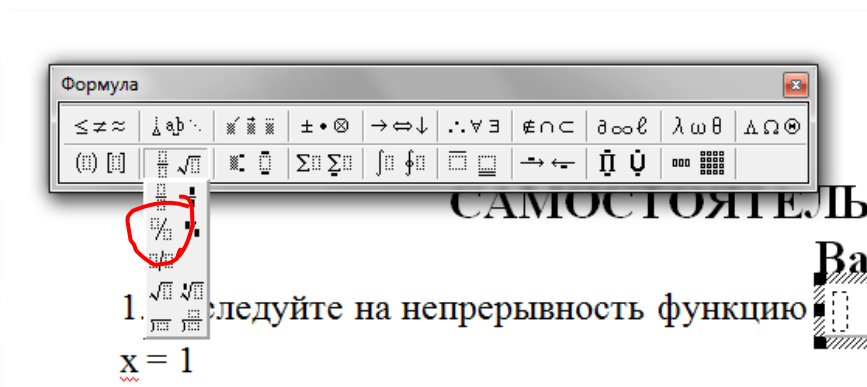 Формула
≤ ≠ ≈ ± • ⊗ → ⇔ ↓ ∴ ∀ ∃ ∉ ∩ ⊂ ∂ ∞ ℓ λ ω θ Λ Ω Θ
САМОСТОЯТЕЛЬ
Ва
1. следуйте на непрерывность функцию
x = 1